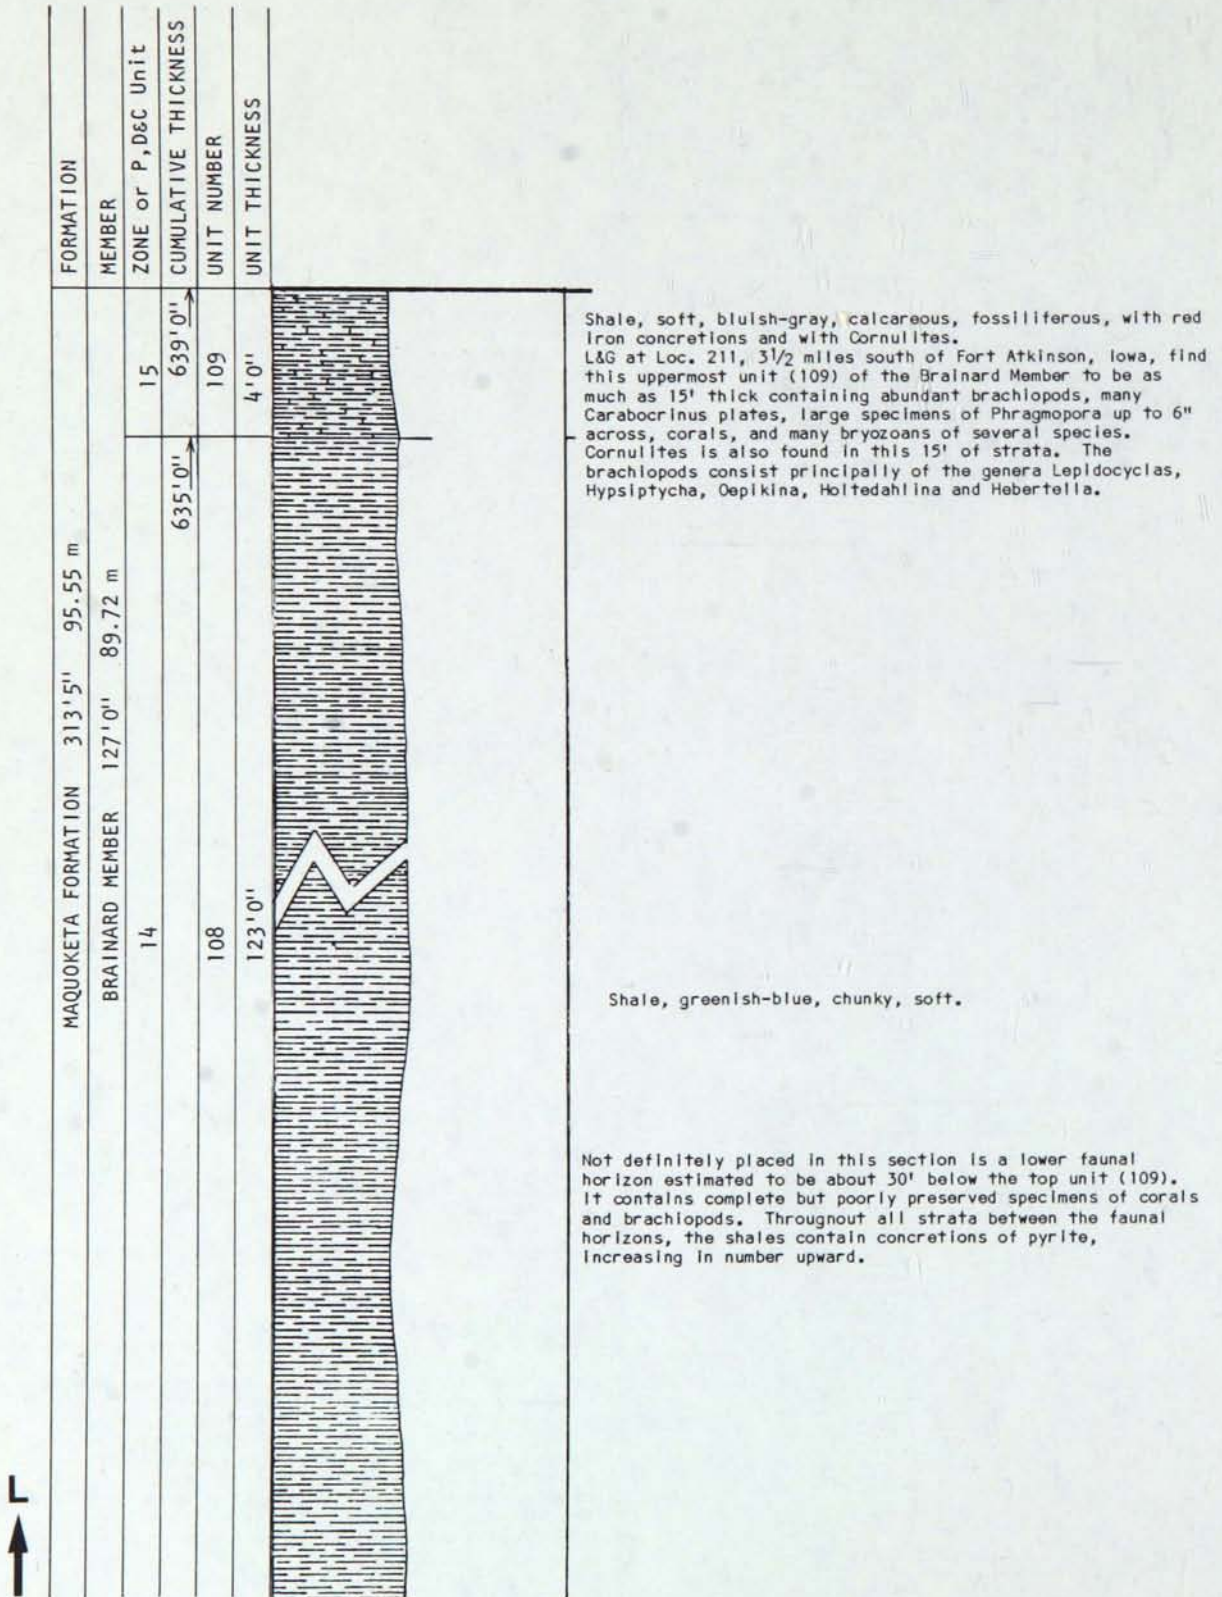 FORMATION
MEMBER
ZONE or P,D&C Unit
CUMULATIVE THICKNESS
UNIT NUMBER
UNIT THICKNESS
MAQUOKETA FORMATION 313'5" 95.55 m
BRAINARD MEMBER 127'0" 89.72 m
15
639'0"
109
4'0"
635'0"
14
108
123'0"
Shale, soft, bluish-gray, calcareous, fossiliferous, with red
iron concretions and with Cornulites.
L&G at Loc. 211, 3½ miles south of Fort Atkinson, Iowa, find
this uppermost unit (109) of the Brainard Member to be as
much as 15' thick containing abundant brachiopods, many
Carabocrinus plates, large specimens of Phragmopora up to 6"
across, corals, and many bryozoans of several species.
Cornulites is also found in this 15' of strata. The
brachiopods consist principally of the genera Lepidocyclas,
Hypsiptycha, Oepikina, Holtedahlina and Hebertella.
Shale, greenish-blue, chunky, soft.
Not definitely placed in this section is a lower faunal
horizon estimated to be about 30' below the top unit (109).
It contains complete but poorly preserved specimens of corals
and brachiopods. Througnout all strata between the faunal
horizons, the shales contain concretions of pyrite,
increasing in number upward.
L